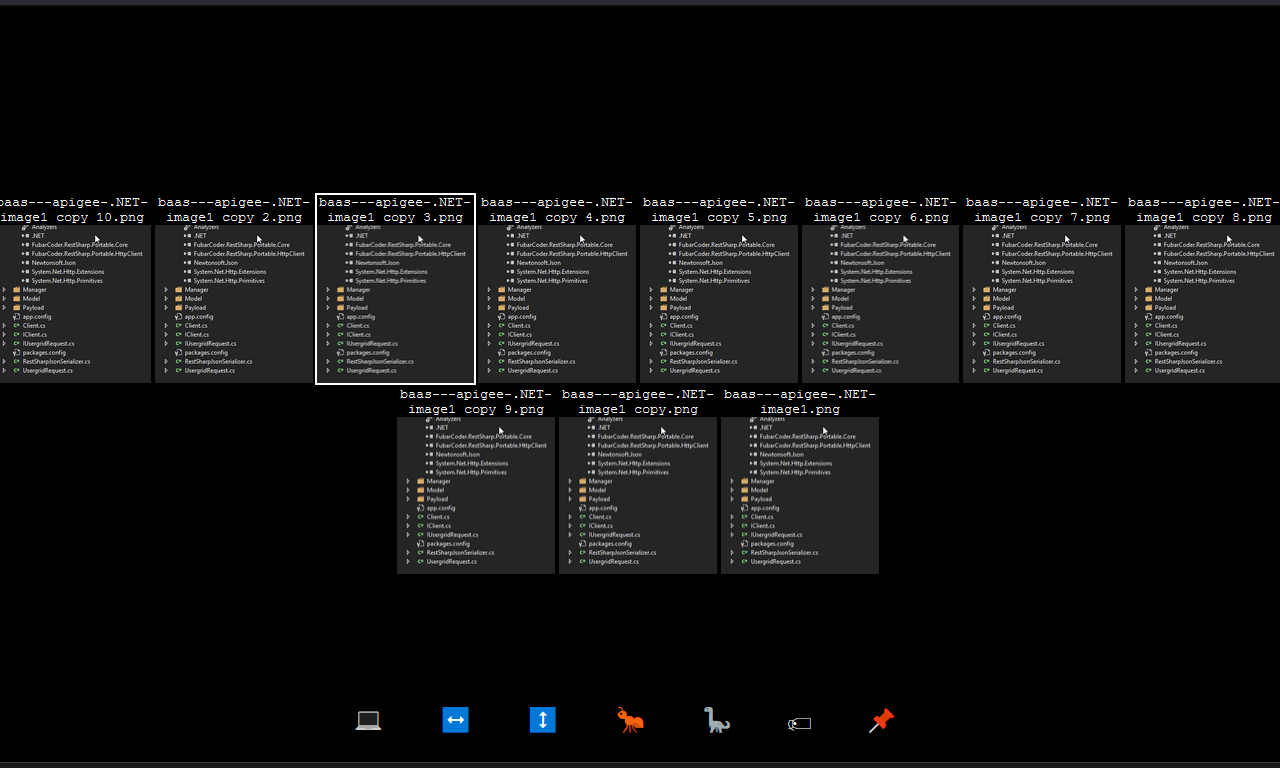 baas---apigee-.NET-
image1 copy 10.png
Analyzers
.NET
FubarCoder.RestSharp.Portable.Core
FubarCoder.RestSharp.Portable.HttpClient
Newtonsoft.Json
System.Net.Http.Extensions
System.Net.Http.Primitives
Manager
Model
Payload
app.config
Client.cs
IClient.cs
IUsergridRequest.cs
packages.config
RestSharpJsonSerializer.cs
UsergridRequest.cs
baas---apigee-.NET-
image1 copy 2.png
Analyzers
.NET
FubarCoder.RestSharp.Portable.Core
FubarCoder.RestSharp.Portable.HttpClient
Newtonsoft.Json
System.Net.Http.Extensions
System.Net.Http.Primitives
Manager
Model
Payload
app.config
Client.cs
IClient.cs
IUsergridRequest.cs
packages.config
RestSharpJsonSerializer.cs
UsergridRequest.cs
baas---apigee-.NET-
image1 copy 3.png
Analyzers
.NET
FubarCoder.RestSharp.Portable.Core
FubarCoder.RestSharp.Portable.HttpClient
Newtonsoft.Json
System.Net.Http.Extensions
System.Net.Http.Primitives
Manager
Model
Payload
app.config
Client.cs
IClient.cs
IUsergridRequest.cs
packages.config
RestSharpJsonSerializer.cs
UsergridRequest.cs
baas---apigee-.NET-
image1 copy 4.png
Analyzers
.NET
FubarCoder.RestSharp.Portable.Core
FubarCoder.RestSharp.Portable.HttpClient
Newtonsoft.Json
System.Net.Http.Extensions
System.Net.Http.Primitives
Manager
Model
Payload
app.config
Client.cs
IClient.cs
IUsergridRequest.cs
packages.config
RestSharpJsonSerializer.cs
UsergridRequest.cs
baas---apigee-.NET-
image1 copy 5.png
Analyzers
.NET
FubarCoder.RestSharp.Portable.Core
FubarCoder.RestSharp.Portable.HttpClient
Newtonsoft.Json
System.Net.Http.Extensions
System.Net.Http.Primitives
Manager
Model
Payload
app.config
Client.cs
IClient.cs
IUsergridRequest.cs
packages.config
RestSharpJsonSerializer.cs
UsergridRequest.cs
baas---apigee-.NET-
image1 copy 6.png
Analyzers
.NET
FubarCoder.RestSharp.Portable.Core
FubarCoder.RestSharp.Portable.HttpClient
Newtonsoft.Json
System.Net.Http.Extensions
System.Net.Http.Primitives
Manager
Model
Payload
app.config
Client.cs
IClient.cs
IUsergridRequest.cs
packages.config
RestSharpJsonSerializer.cs
UsergridRequest.cs
baas---apigee-.NET-
image1 copy 7.png
Analyzers
.NET
FubarCoder.RestSharp.Portable.Core
FubarCoder.RestSharp.Portable.HttpClient
Newtonsoft.Json
System.Net.Http.Extensions
System.Net.Http.Primitives
Manager
Model
Payload
app.config
Client.cs
IClient.cs
IUsergridRequest.cs
packages.config
RestSharpJsonSerializer.cs
UsergridRequest.cs
baas---apigee-.NET-
image1 copy 8.png
Analyzers
.NET
FubarCoder.RestSharp.Portable.Core
FubarCoder.RestSharp.Portable.HttpClient
Newtonsoft.Json
System.Net.Http.Extensions
System.Net.Http.Primitives
Manager
Model
Payload
app.config
Client.cs
IClient.cs
IUsergridRequest.cs
packages.config
RestSharpJsonSerializer.cs
UsergridRequest.cs
baas---apigee-.NET-
image1 copy 9.png
Analyzers
.NET
FubarCoder.RestSharp.Portable.Core
FubarCoder.RestSharp.Portable.HttpClient
Newtonsoft.Json
System.Net.Http.Extensions
System.Net.Http.Primitives
Manager
Model
Payload
app.config
Client.cs
IClient.cs
IUsergridRequest.cs
packages.config
RestSharpJsonSerializer.cs
UsergridRequest.cs
baas---apigee-.NET-
image1 copy.png
Analyzers
.NET
FubarCoder.RestSharp.Portable.Core
FubarCoder.RestSharp.Portable.HttpClient
Newtonsoft.Json
System.Net.Http.Extensions
System.Net.Http.Primitives
Manager
Model
Payload
app.config
Client.cs
IClient.cs
IUsergridRequest.cs
packages.config
RestSharpJsonSerializer.cs
UsergridRequest.cs
baas---apigee-.NET-
image1.png
Analyzers
.NET
FubarCoder.RestSharp.Portable.Core
FubarCoder.RestSharp.Portable.HttpClient
Newtonsoft.Json
System.Net.Http.Extensions
System.Net.Http.Primitives
Manager
Model
Payload
app.config
Client.cs
IClient.cs
IUsergridRequest.cs
packages.config
RestSharpJsonSerializer.cs
UsergridRequest.cs